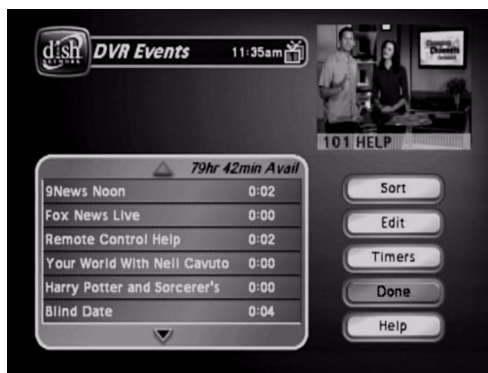 dish
NETWORK
DVR Events 11:35am
Changing
Channels
101 HELP
79hr 42min Avail
9News Noon 0:02
Fox News Live 0:00
Remote Control Help 0:02
Your World With Neil Cavuto 0:00
Harry Potter and Sorcerer's 0:00
Blind Date 0:04
Sort
Edit
Timers
Done
Help